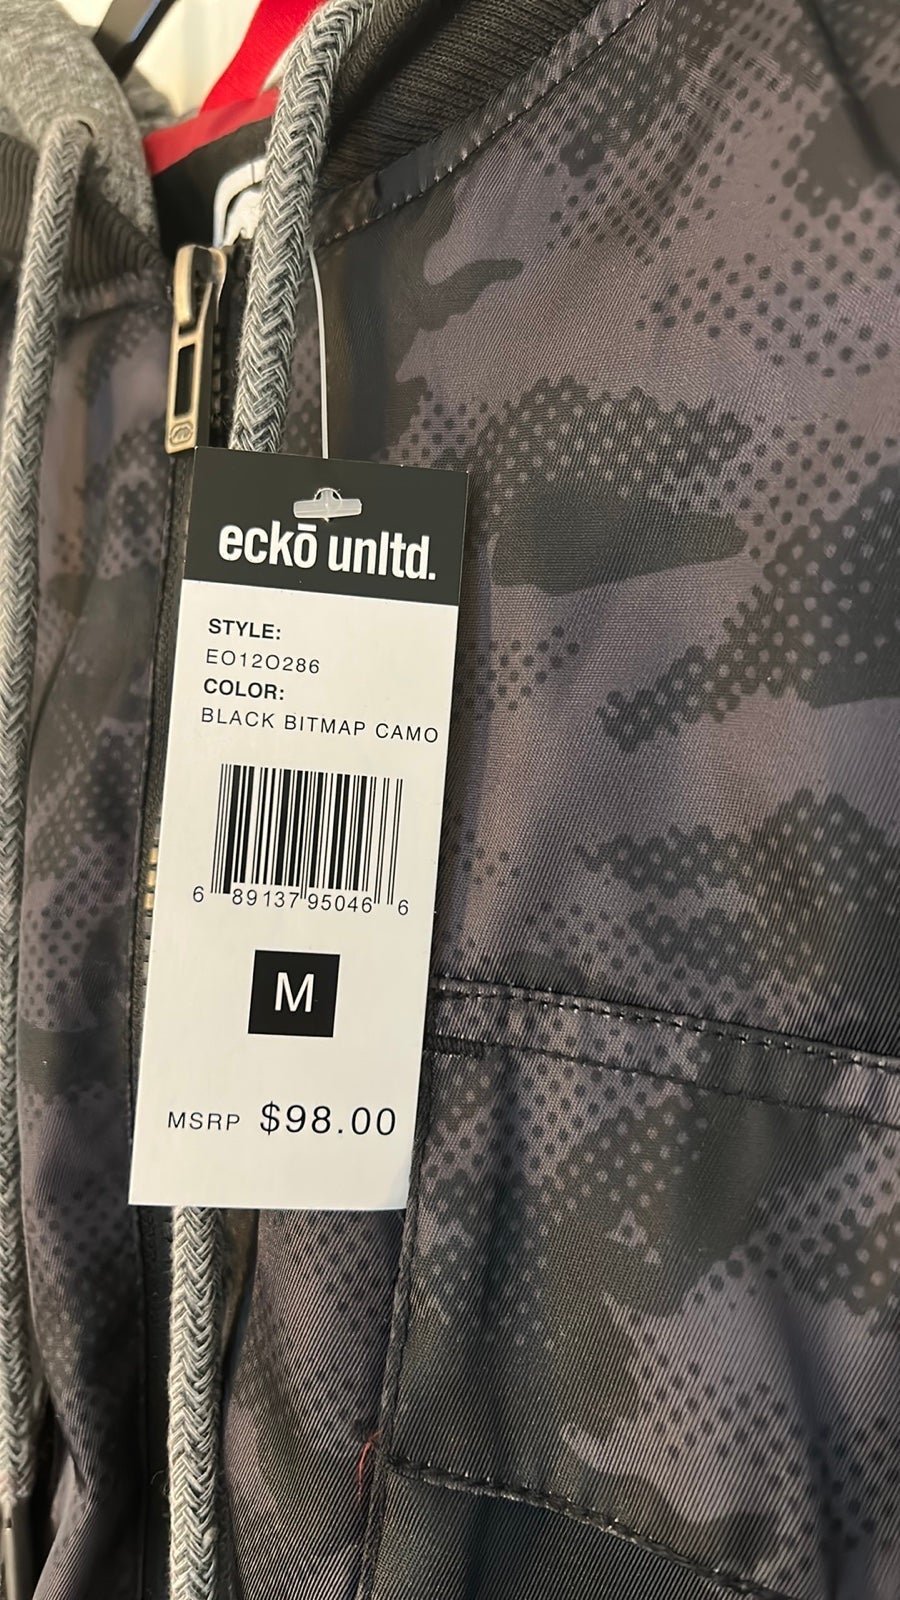 eckō unltd.
STYLE:
EO12O286
COLOR:
BLACK BITMAP CAMO
6 89137 95046 6
M
MSRP $98.00